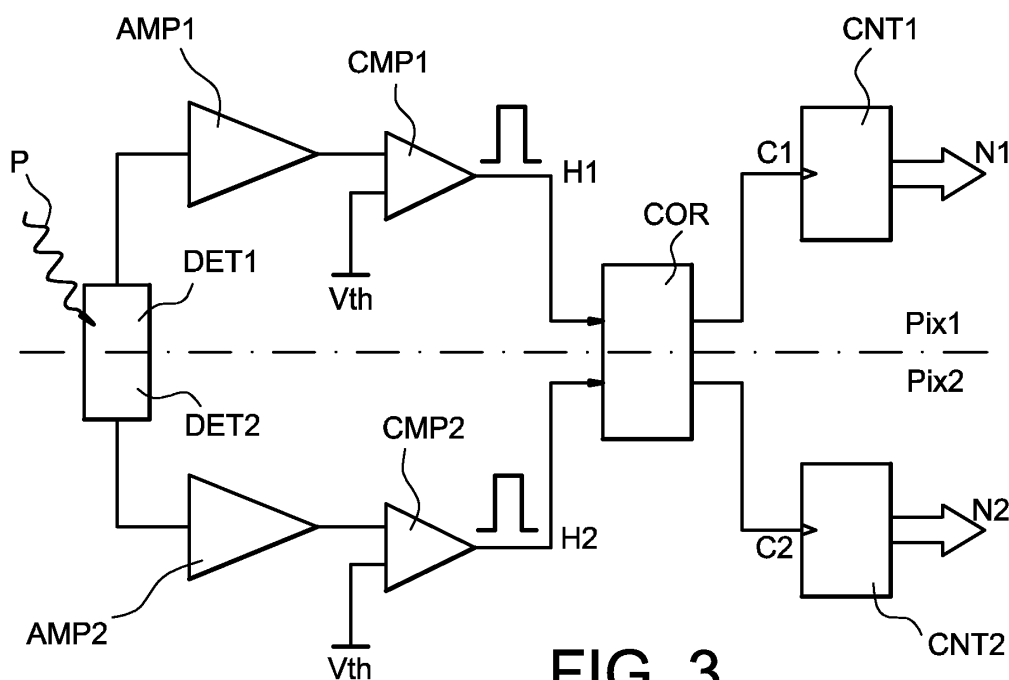 AMP1
CMP1
CNT1
P
H1
C1
N1
DET1
COR
Vth
Pix1
Pix2
DET2
CMP2
H2
C2
N2
AMP2
Vth
CNT2
FIG. 3